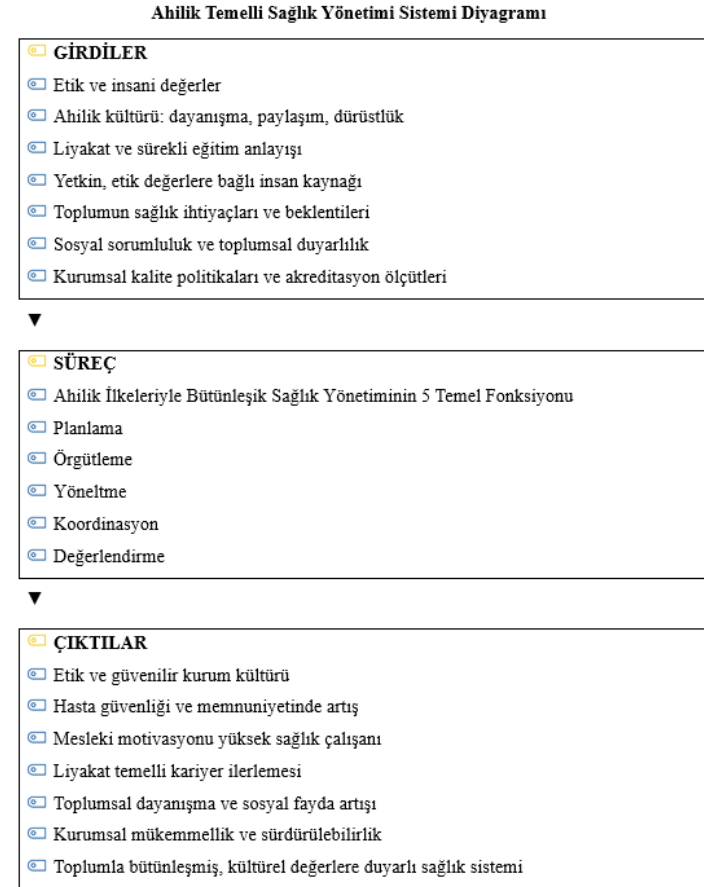 Ahilik Temelli Sağlık Yönetimi Sistemi Diyagramı
GİRDİLER
Etik ve insani değerler
Ahilik kültürü: dayanışma, paylaşım, dürüstlük
Liyakat ve sürekli eğitim anlayışı
Yetkin, etik değerlere bağlı insan kaynağı
Toplumun sağlık ihtiyaçları ve beklentileri
Sosyal sorumluluk ve toplumsal duyarlılık
Kurumsal kalite politikaları ve akreditasyon ölçütleri
SÜREÇ
Ahilik İlkeleriyle Bütünleşik Sağlık Yönetiminin 5 Temel Fonksiyonu
Planlama
Örgütleme
Yöneltme
Koordinasyon
Değerlendirme
ÇIKTILAR
Etik ve güvenilir kurum kültürü
Hasta güvenliği ve memnuniyetinde artış
Mesleki motivasyonu yüksek sağlık çalışanı
Liyakat temelli kariyer ilerlemesi
Toplumsal dayanışma ve sosyal fayda artışı
Kurumsal mükemmellik ve sürdürülebilirlik
Toplumla bütünleşmiş, kültürel değerlere duyarlı sağlık sistemi